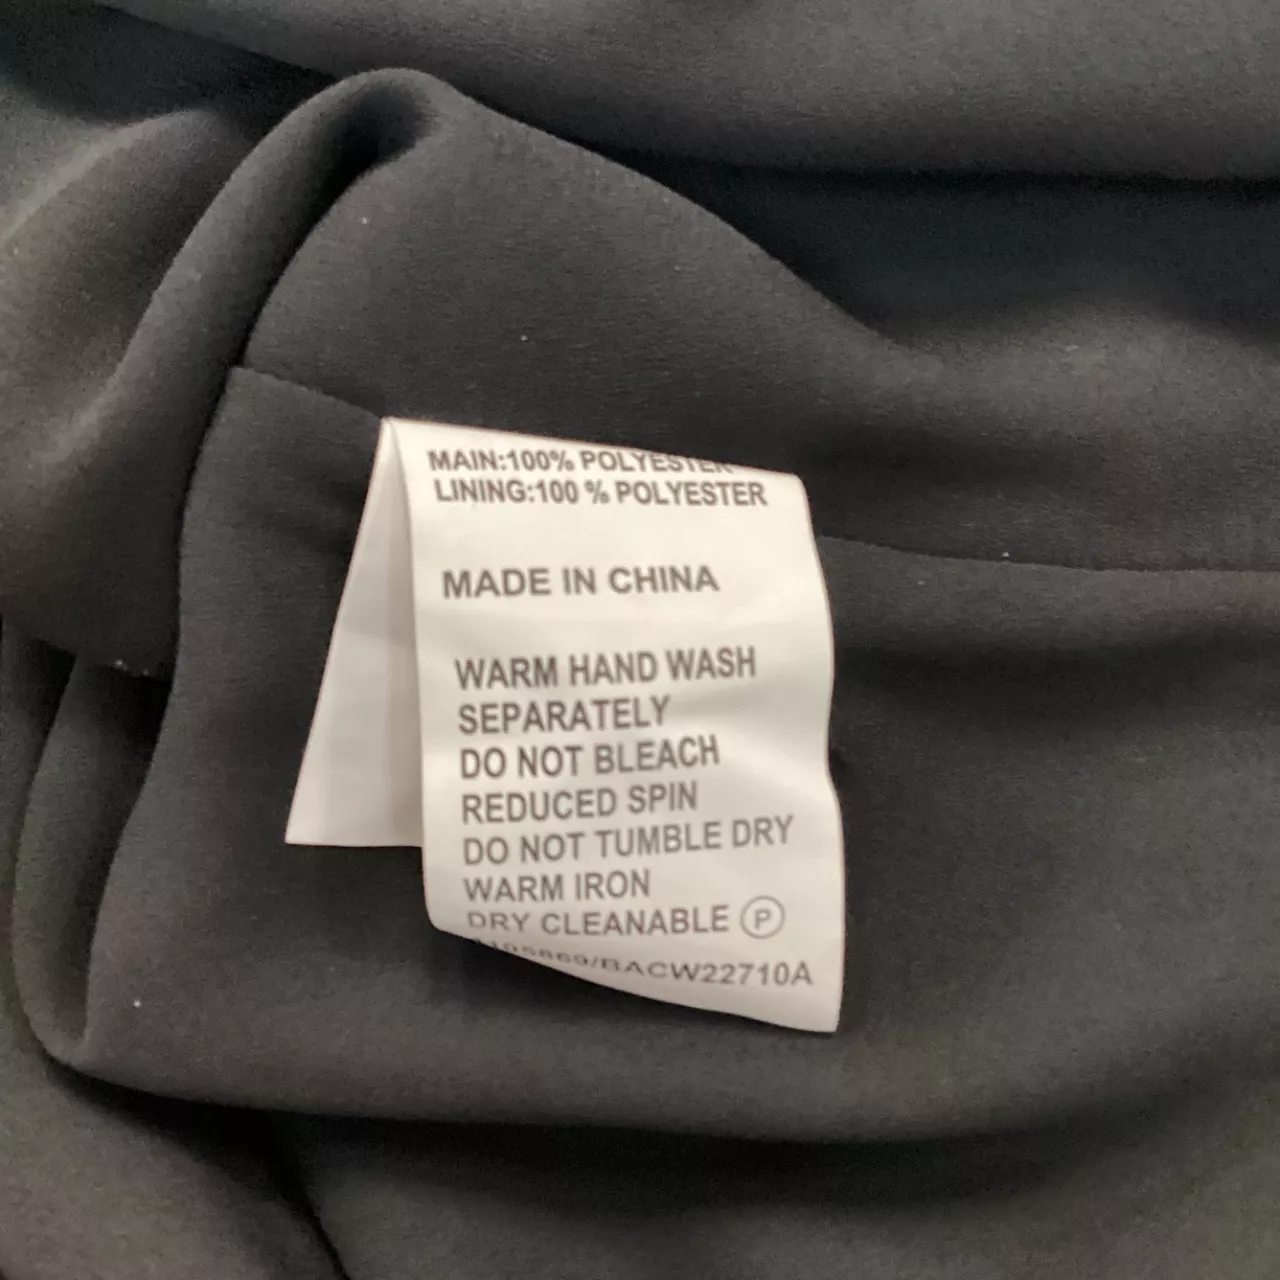 MAIN:100% POLYESTER
LINING:100 % POLYESTER
MADE IN CHINA
WARM HAND WASH
SEPARATELY
DO NOT BLEACH
REDUCED SPIN
DO NOT TUMBLE DRY
WARM IRON
DRY CLEANABLE P